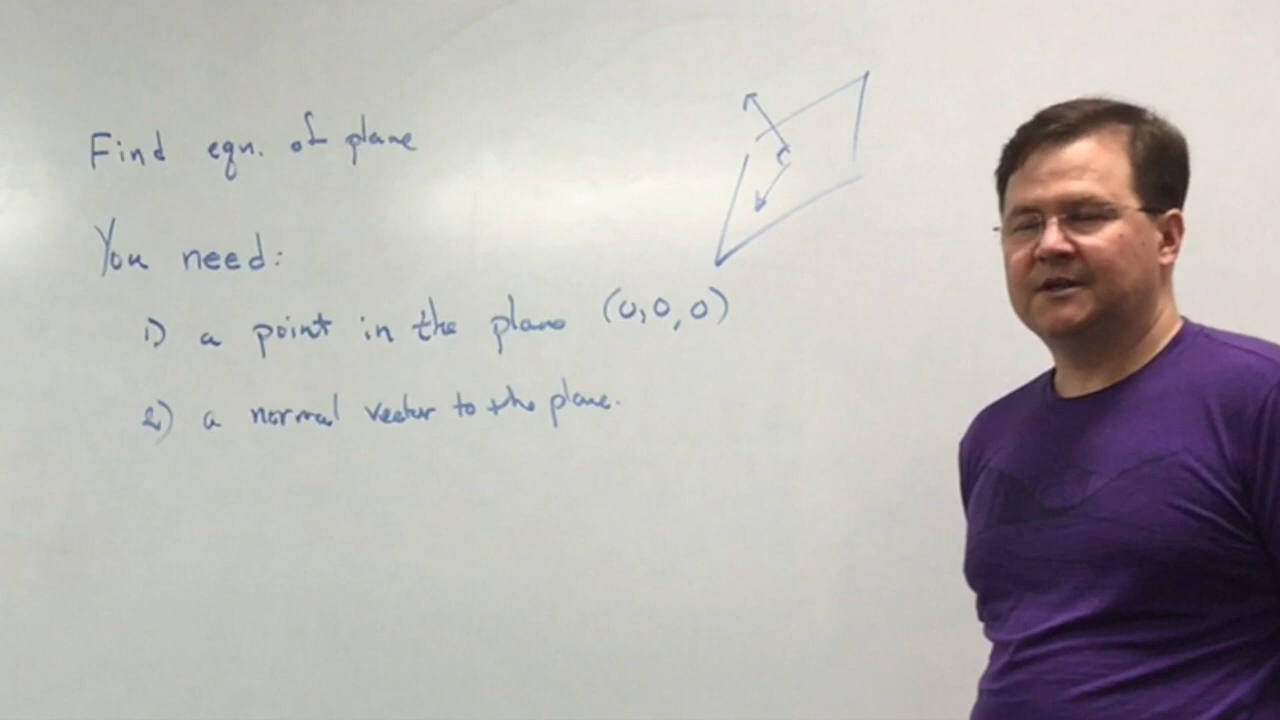 Find eqn. of plane
You need:
1) a point in the plane (0,0,0)
2) a normal vector to the plane.